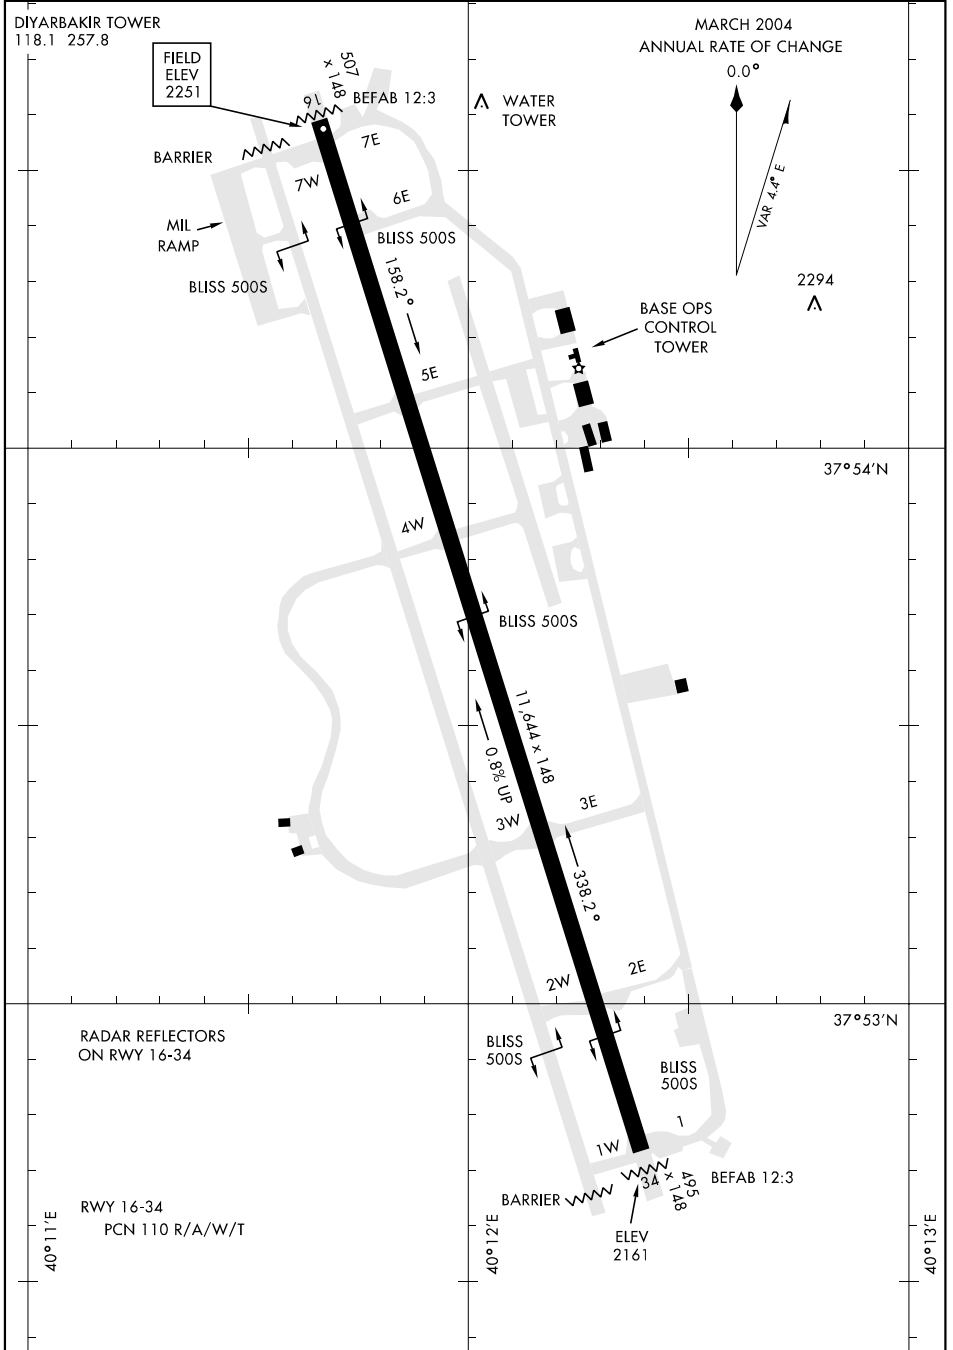 DIYARBAKIR TOWER
118.1 257.8
FIELD
ELEV
2251
507
x 148
16
BEFAB 12:3
WATER
TOWER
MARCH 2004
ANNUAL RATE OF CHANGE
0.0°
VAR 4.4° E
BARRIER
7E
7W
6E
MIL
RAMP
BLISS 500S
BLISS 500S
158.2°
2294
BASE OPS
CONTROL
TOWER
5E
37°54'N
4W
BLISS 500S
11,644 x 148
0.8% UP
3E
3W
338.2°
2E
2W
37°53'N
RADAR REFLECTORS
ON RWY 16-34
BLISS
500S
BLISS
500S
1
1W
34
495
x 148
BEFAB 12:3
BARRIER
RWY 16-34
PCN 110 R/A/W/T
ELEV
2161
40°11'E
40°12'E
40°13'E